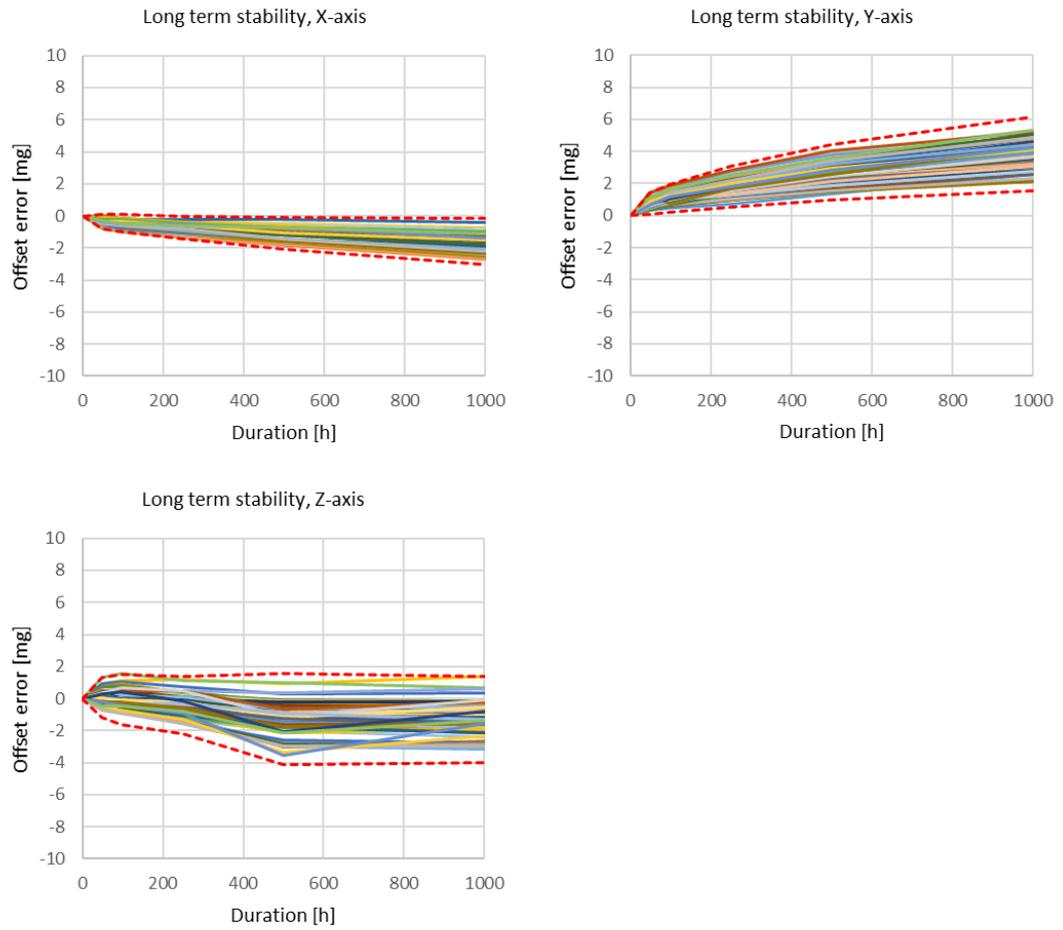 Long term stability, X-axis
Offset error [mg]
10
8
6
4
2
0
-2
-4
-6
-8
-10
0 200 400 600 800 1000
Duration [h]
Long term stability, Y-axis
Offset error [mg]
10
8
6
4
2
0
-2
-4
-6
-8
-10
0 200 400 600 800 1000
Duration [h]
Long term stability, Z-axis
Offset error [mg]
10
8
6
4
2
0
-2
-4
-6
-8
-10
0 200 400 600 800 1000
Duration [h]